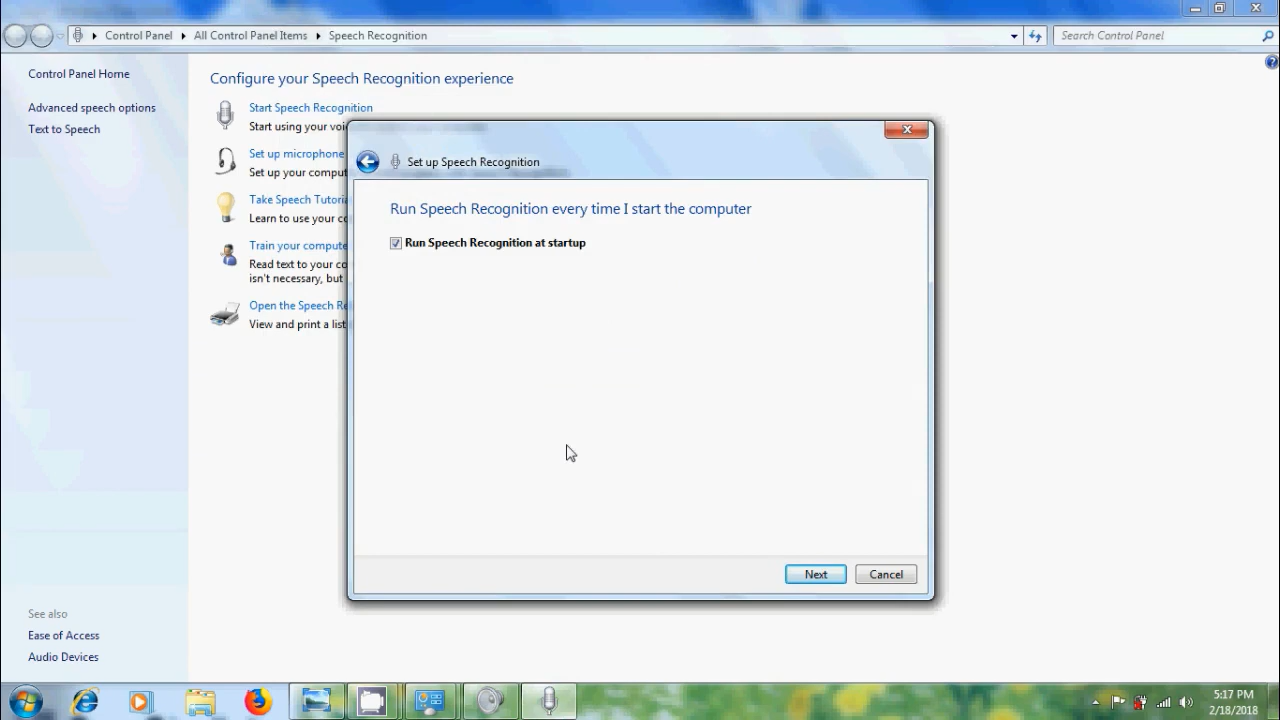 Control Panel
All Control Panel Items
Speech Recognition
Search Control Panel
Control Panel Home
Advanced speech options
Text to Speech
See also
Ease of Access
Audio Devices
Configure your Speech Recognition experience
Start Speech Recognition
Start using your voi
Set up microphone
Set up your comput
Take Speech Tutoria
Learn to use your co
Train your compute
Read text to your co
isn't necessary, but
Open the Speech Re
View and print a list
Set up Speech Recognition
Run Speech Recognition every time I start the computer
Run Speech Recognition at startup
Next
Cancel
5:17 PM
2/18/2018